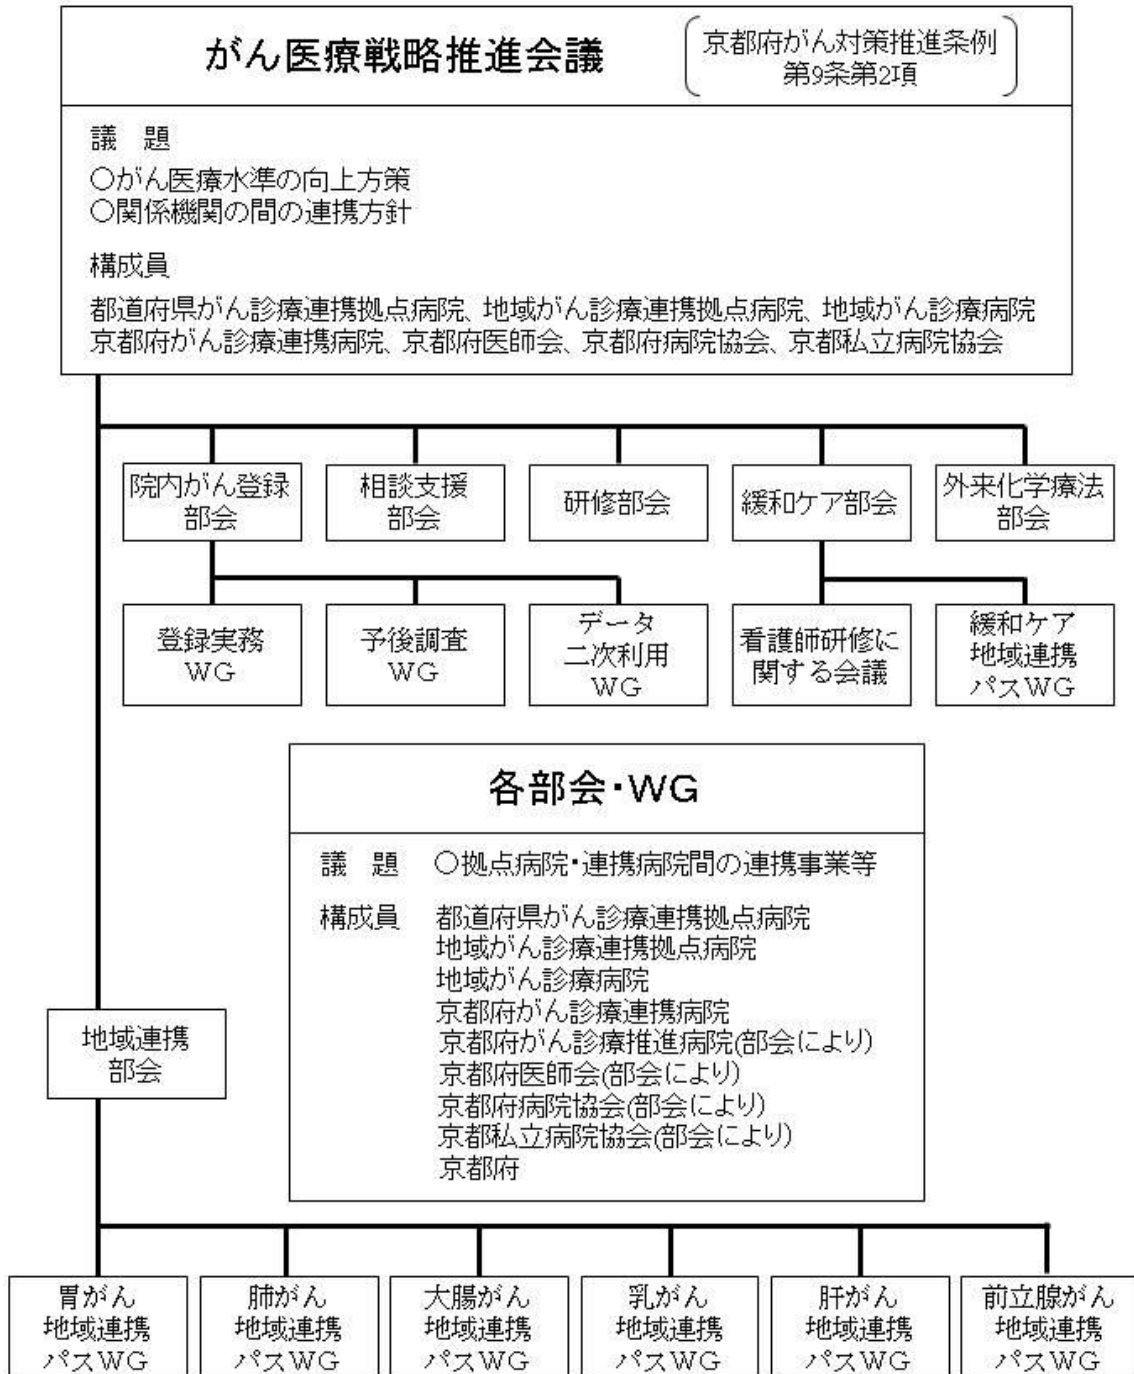 がん医療戦略推進会議
京都府がん対策推進条例
第9条第2項
議　題
○がん医療水準の向上方策
○関係機関の間の連携方針
構成員
都道府県がん診療連携拠点病院、地域がん診療連携拠点病院、地域がん診療病院
京都府がん診療連携病院、京都府医師会、京都府病院協会、京都私立病院協会
院内がん登録
部会
相談支援
部会
研修部会
緩和ケア部会
外来化学療法
部会
登録実務
WG
予後調査
WG
データ
二次利用
WG
看護師研修に
関する会議
緩和ケア
地域連携
パスWG
各部会・WG
議　題　○拠点病院・連携病院間の連携事業等
構成員　都道府県がん診療連携拠点病院
地域がん診療連携拠点病院
地域がん診療病院
京都府がん診療連携病院
京都府がん診療推進病院(部会により)
京都府医師会(部会により)
京都府病院協会(部会により)
京都私立病院協会(部会により)
京都府
地域連携
部会
胃がん
地域連携
パスWG
肺がん
地域連携
パスWG
大腸がん
地域連携
パスWG
乳がん
地域連携
パスWG
肝がん
地域連携
パスWG
前立腺がん
地域連携
パスWG